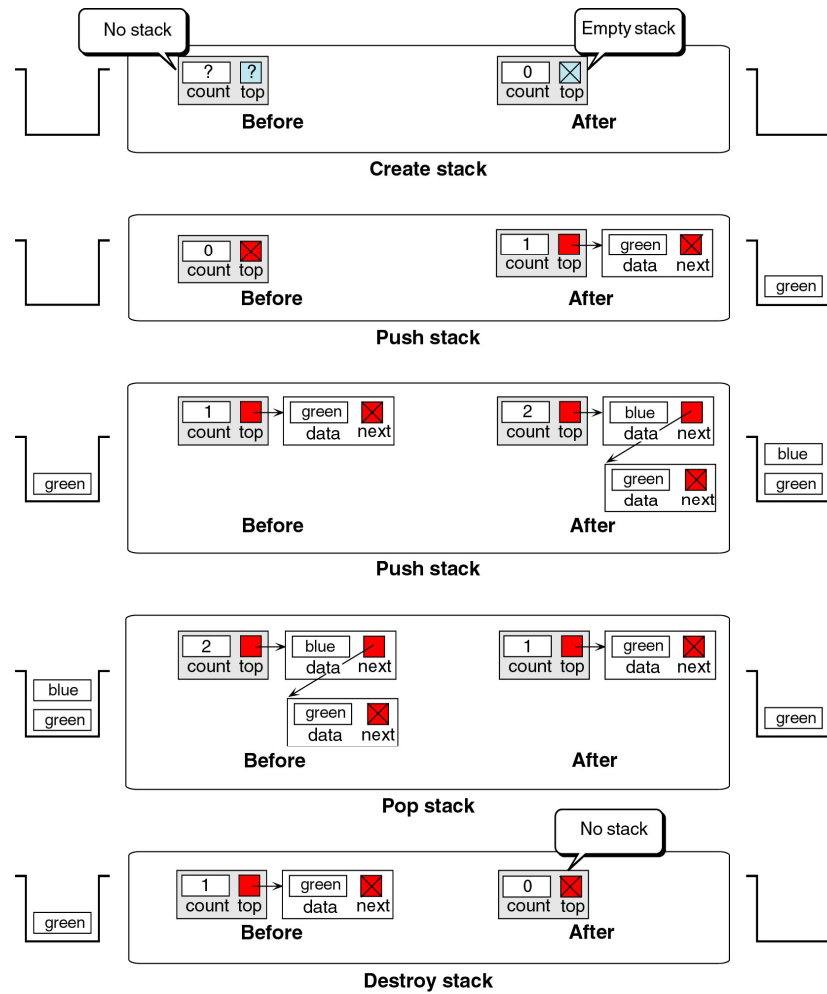 No stack
Empty stack
? ? 0
count top count top
Before After
Create stack
0 1 green
count top count top data next
Before After
green
Push stack
1 green 2 blue
count top data next count top data next
green green blue
data next green
Before After
Push stack
2 blue 1 green
count top data next count top data next
blue
green green green
data next
Before After
Pop stack
No stack
1 green 0
count top data next count top
green
Before After
Destroy stack